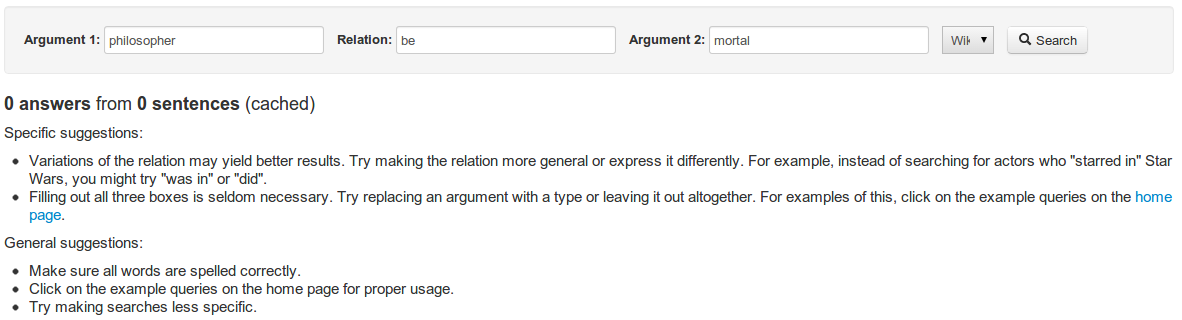 Argument 1: philosopher Relation: be Argument 2: mortal Wik Search
0 answers from 0 sentences (cached)
Specific suggestions:
Variations of the relation may yield better results. Try making the relation more general or express it differently. For example, instead of searching for actors who "starred in" Star
Wars, you might try "was in" or "did".
Filling out all three boxes is seldom necessary. Try replacing an argument with a type or leaving it out altogether. For examples of this, click on the example queries on the home
page.
General suggestions:
Make sure all words are spelled correctly.
Click on the example queries on the home page for proper usage.
Try making searches less specific.